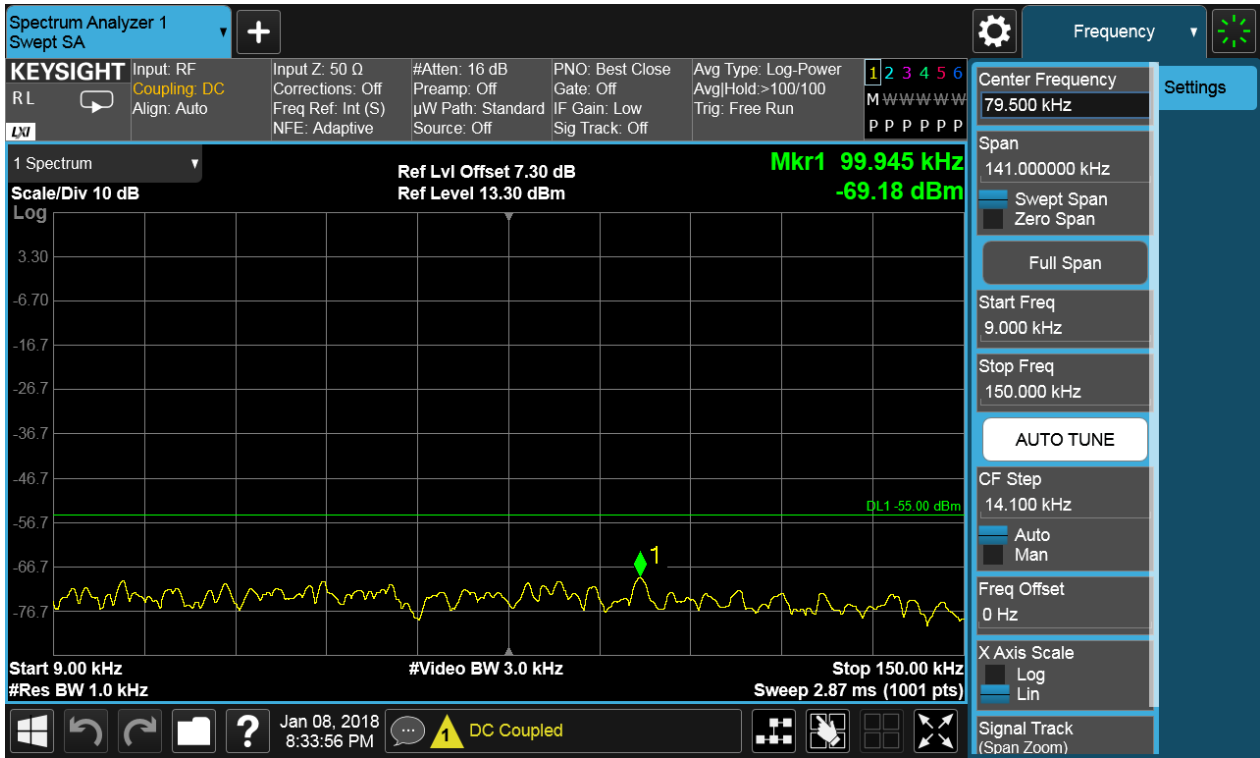 Spectrum Analyzer 1
Swept SA
Frequency
KEYSIGHT
R L
LXI
Input: RF
Coupling: DC
Align: Auto
Input Z: 50 Ω
Corrections: Off
Freq Ref: Int (S)
NFE: Adaptive
#Atten: 16 dB
Preamp: Off
µW Path: Standard
Source: Off
PNO: Best Close
Gate: Off
IF Gain: Low
Sig Track: Off
Avg Type: Log-Power
Avg|Hold:>100/100
Trig: Free Run
1 2 3 4 5 6
M W W W W W
P P P P P P
1 Spectrum
Scale/Div 10 dB
Log
Ref Lvl Offset 7.30 dB
Ref Level 13.30 dBm
Mkr1 99.945 kHz
-69.18 dBm
3.30
-6.70
-16.7
-26.7
-36.7
-46.7
-56.7
-66.7
-76.7
DL1 -55.00 dBm
1
Start 9.00 kHz
#Res BW 1.0 kHz
#Video BW 3.0 kHz
Stop 150.00 kHz
Sweep 2.87 ms (1001 pts)
Center Frequency
79.500 kHz
Span
141.000000 kHz
Swept Span
Zero Span
Full Span
Start Freq
9.000 kHz
Stop Freq
150.000 kHz
AUTO TUNE
CF Step
14.100 kHz
Auto
Man
Freq Offset
0 Hz
X Axis Scale
Log
Lin
Signal Track
(Span Zoom)
Settings
?
Jan 08, 2018
8:33:56 PM
1
DC Coupled